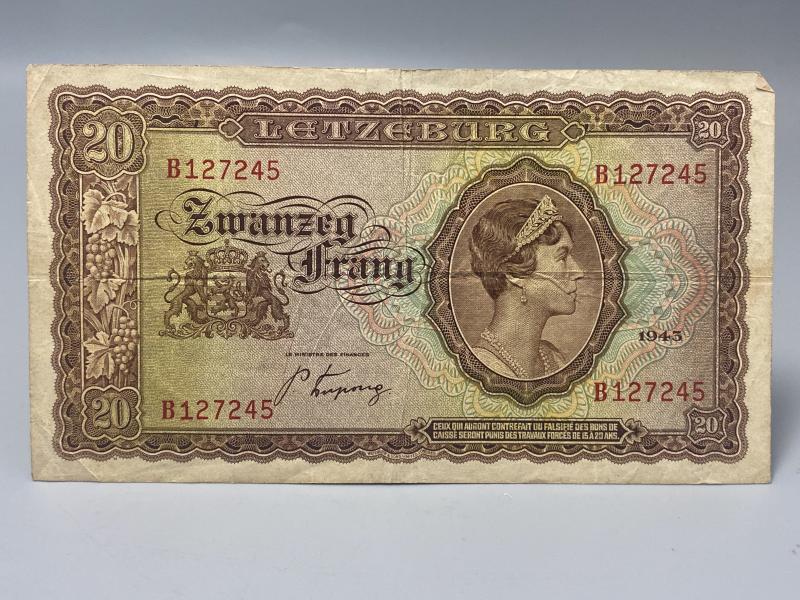 20 LETZEBURG 20
B127245 B127245
Zwanzeg
Frang
1943
LE MINISTRE DES FINANCES
P Dupong
B127245 B127245
20 20
CEUX QUI AURONT CONTREFAIT OU FALSIFIÉ DES BONS DE
CAISSE SERONT PUNIS DES TRAVAUX FORCÉS DE 15 À 20 ANS.